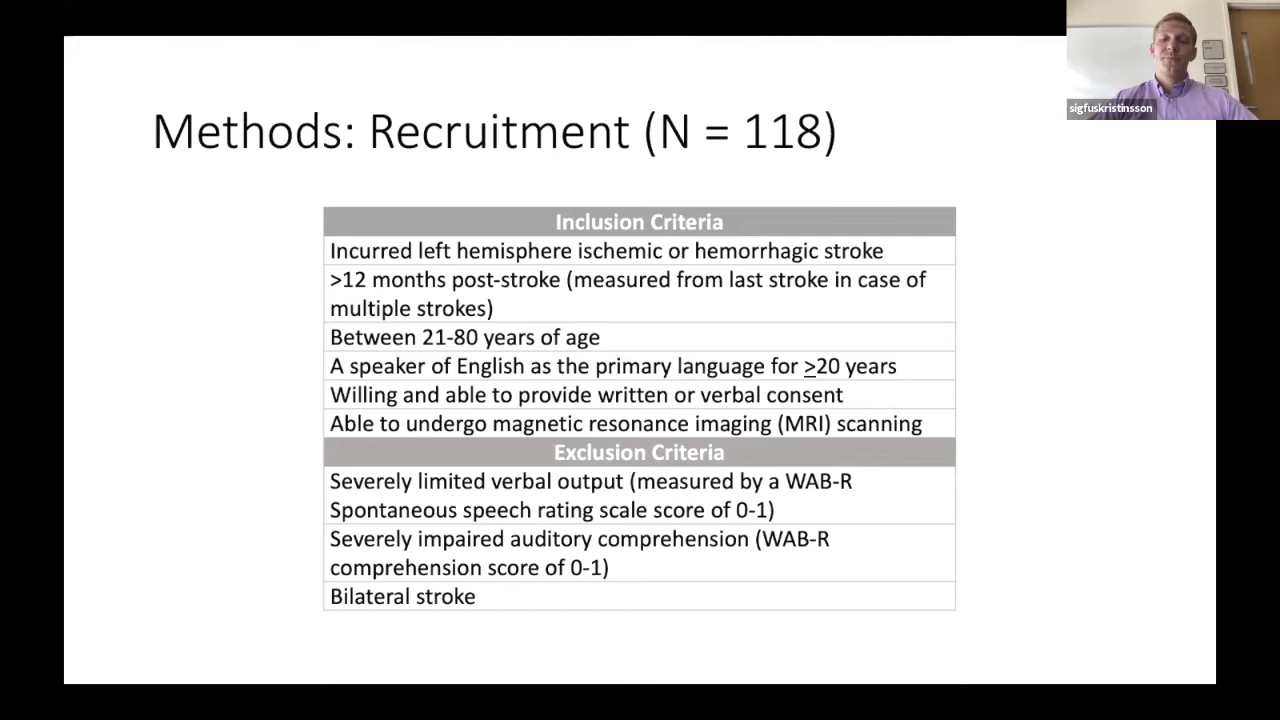 sigfuskristinsson
Methods: Recruitment (N = 118)
Inclusion Criteria
Incurred left hemisphere ischemic or hemorrhagic stroke
>12 months post-stroke (measured from last stroke in case of
multiple strokes)
Between 21-80 years of age
A speaker of English as the primary language for >20 years
Willing and able to provide written or verbal consent
Able to undergo magnetic resonance imaging (MRI) scanning
Exclusion Criteria
Severely limited verbal output (measured by a WAB-R
Spontaneous speech rating scale score of 0-1)
Severely impaired auditory comprehension (WAB-R
comprehension score of 0-1)
Bilateral stroke